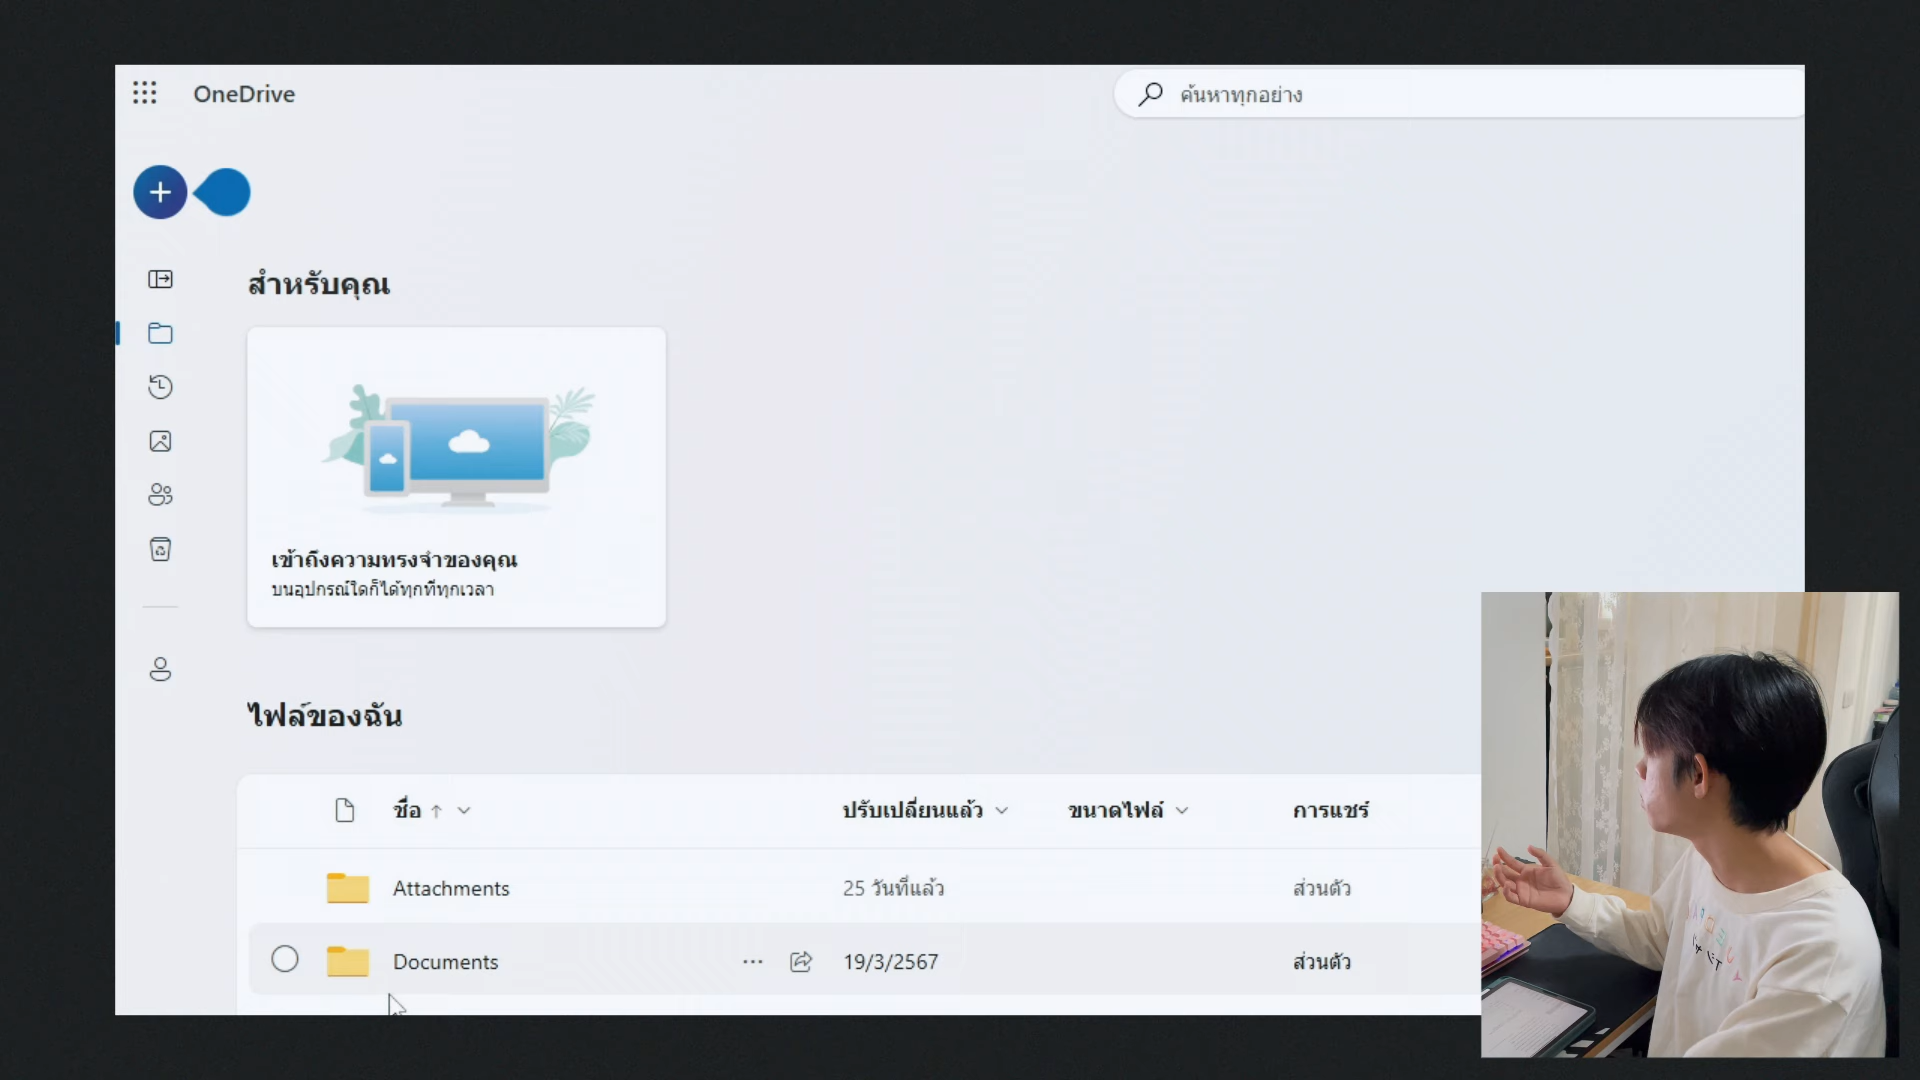 OneDrive
ค้นหาทุกอย่าง
สำหรับคุณ
เข้าถึงความทรงจำของคุณ
บนอุปกรณ์ใดก็ได้ทุกที่ทุกเวลา
ไฟล์ของฉัน
ชื่อ ปรับเปลี่ยนแล้ว ขนาดไฟล์ การแชร์
Attachments 25 วันที่แล้ว ส่วนตัว
Documents 19/3/2567 ส่วนตัว